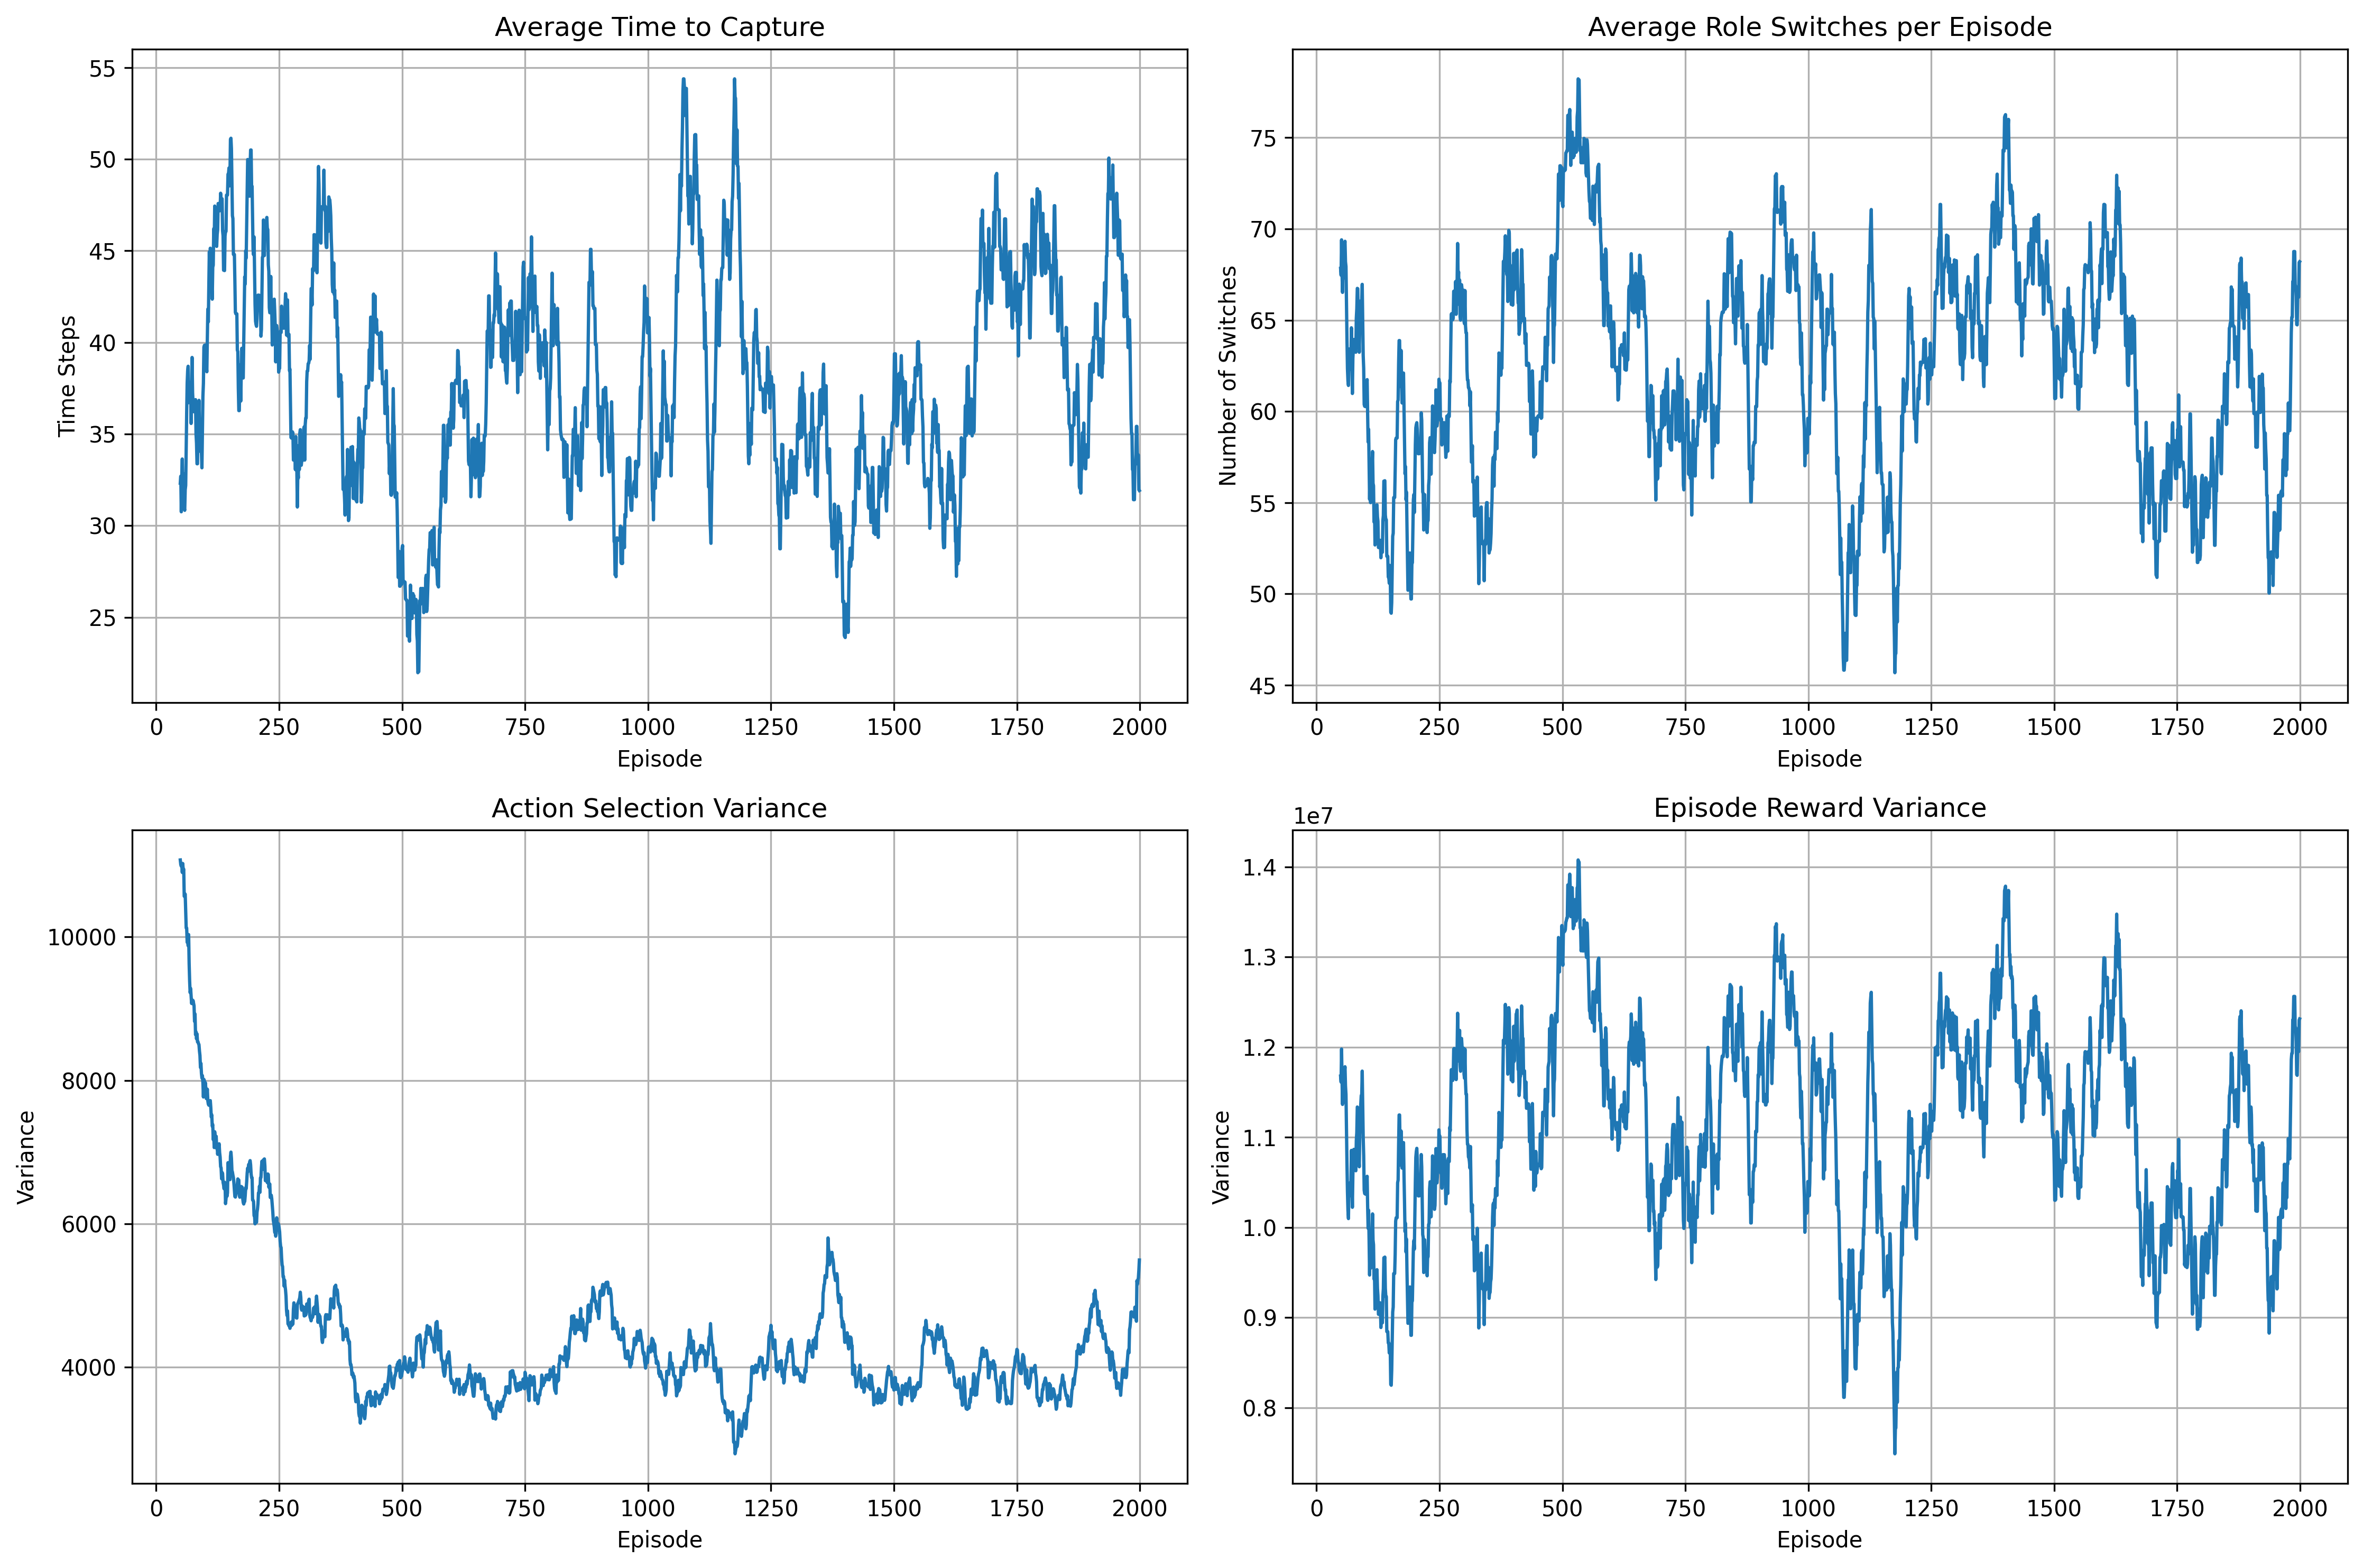 Average Time to Capture
Time Steps
55
50
45
40
35
30
25
0 250 500 750 1000 1250 1500 1750 2000
Episode
Average Role Switches per Episode
Number of Switches
75
70
65
60
55
50
45
0 250 500 750 1000 1250 1500 1750 2000
Episode
Action Selection Variance
Variance
10000
8000
6000
4000
0 250 500 750 1000 1250 1500 1750 2000
Episode
Episode Reward Variance
1e7
Variance
1.4
1.3
1.2
1.1
1.0
0.9
0.8
0 250 500 750 1000 1250 1500 1750 2000
Episode